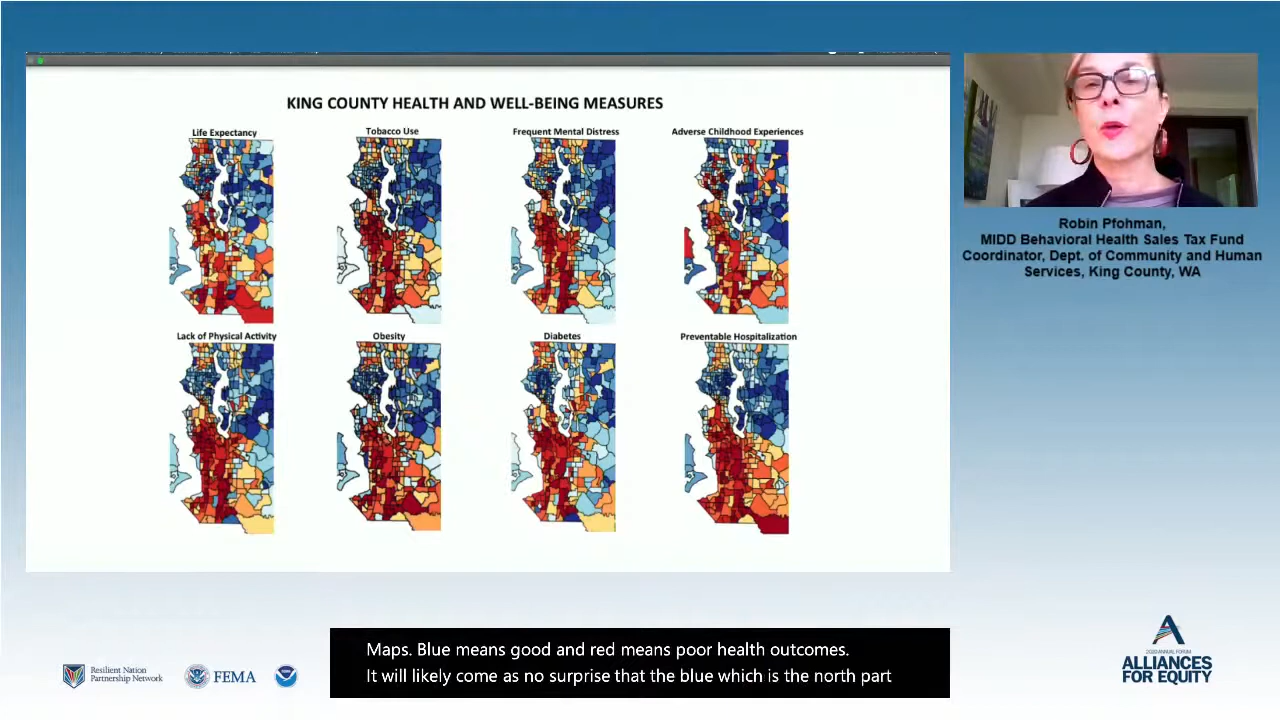 KING COUNTY HEALTH AND WELL-BEING MEASURES
Life Expectancy
Tobacco Use
Frequent Mental Distress
Adverse Childhood Experiences
Lack of Physical Activity
Obesity
Diabetes
Preventable Hospitalization
Robin Pfohman,
MIDD Behavioral Health Sales Tax Fund
Coordinator, Dept. of Community and Human
Services, King County, WA
Maps. Blue means good and red means poor health outcomes.
It will likely come as no surprise that the blue which is the north part
Resilient Nation
Partnership Network
FEMA
2020 ANNUAL FORUM
ALLIANCES
FOR EQUITY